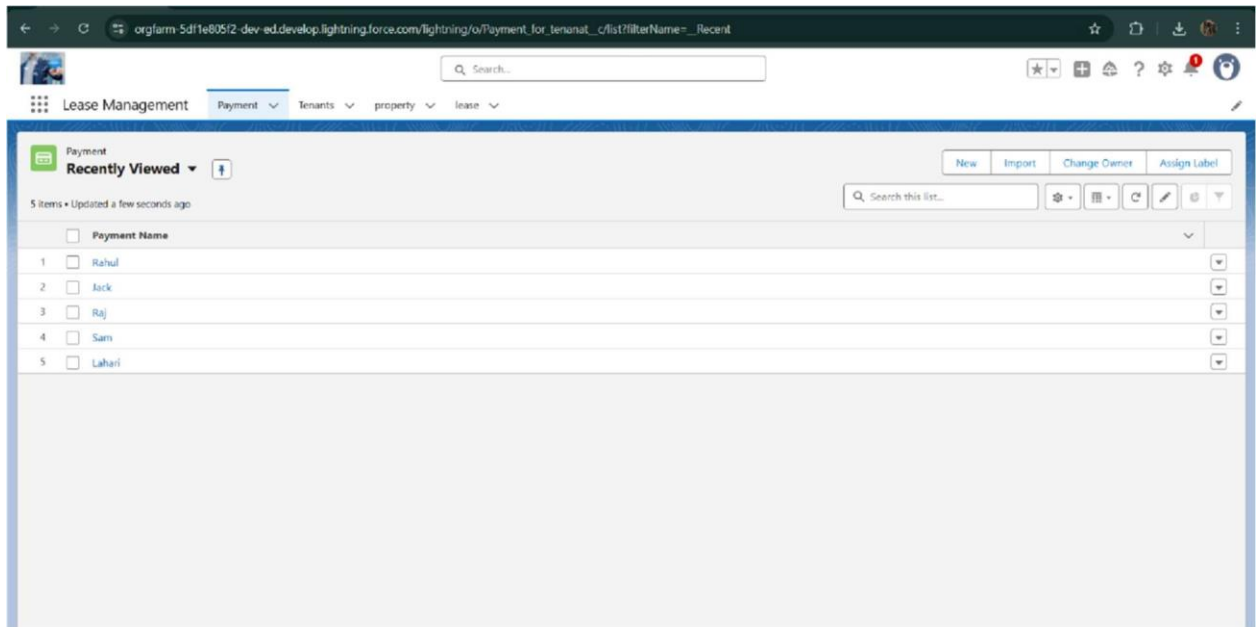 orgfarm-5df1e805f2-dev-ed.develop.lightning.force.com/lightning/o/Payment_for_tenanat__c/list?filterName=__Recent
Search...
1
Lease Management Payment Tenants property lease
Payment
Recently Viewed
New Import Change Owner Assign Label
5 items • Updated a few seconds ago
Search this list...
Payment Name
1 Rahul
2 Jack
3 Raj
4 Sam
5 Lahari